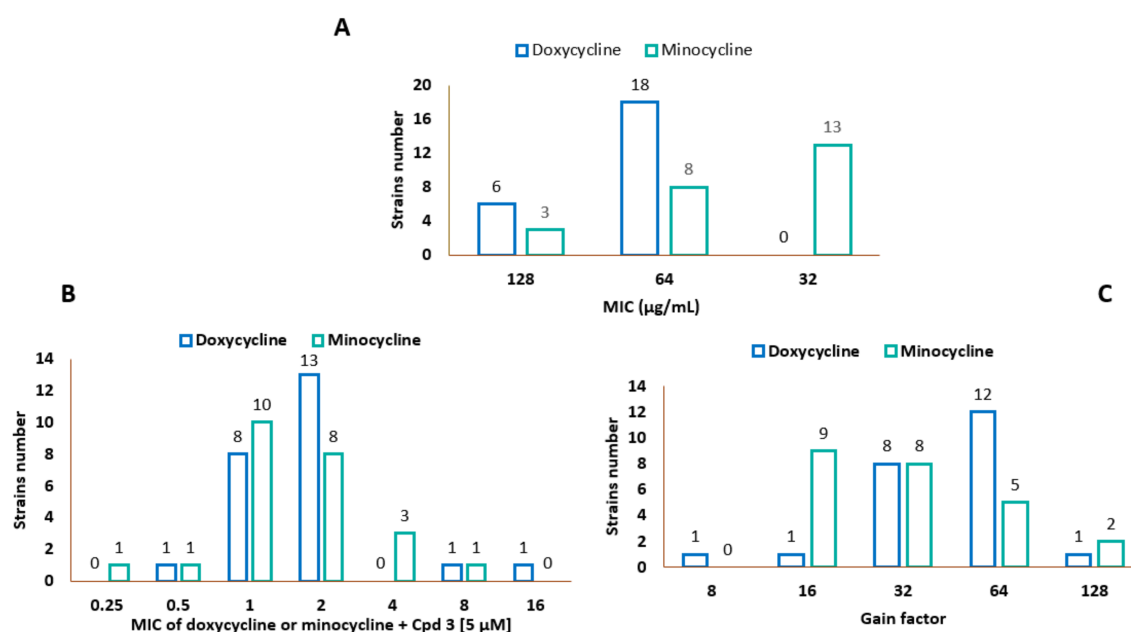 A
Doxycycline Minocycline
Strains number
20
16
12
8
4
0
6 3 18 8 0 13
128 64 32
MIC (µg/mL)
B
Doxycycline Minocycline
Strains number
14
12
10
8
6
4
2
0
0 1 1 1 8 10 13 8 0 3 1 1 1 0
0.25 0.5 1 2 4 8 16
MIC of doxycycline or minocycline + Cpd 3 [5 µM]
C
Doxycycline Minocycline
Strains number
14
12
10
8
6
4
2
0
1 0 1 9 8 8 12 5 1 2
8 16 32 64 128
Gain factor